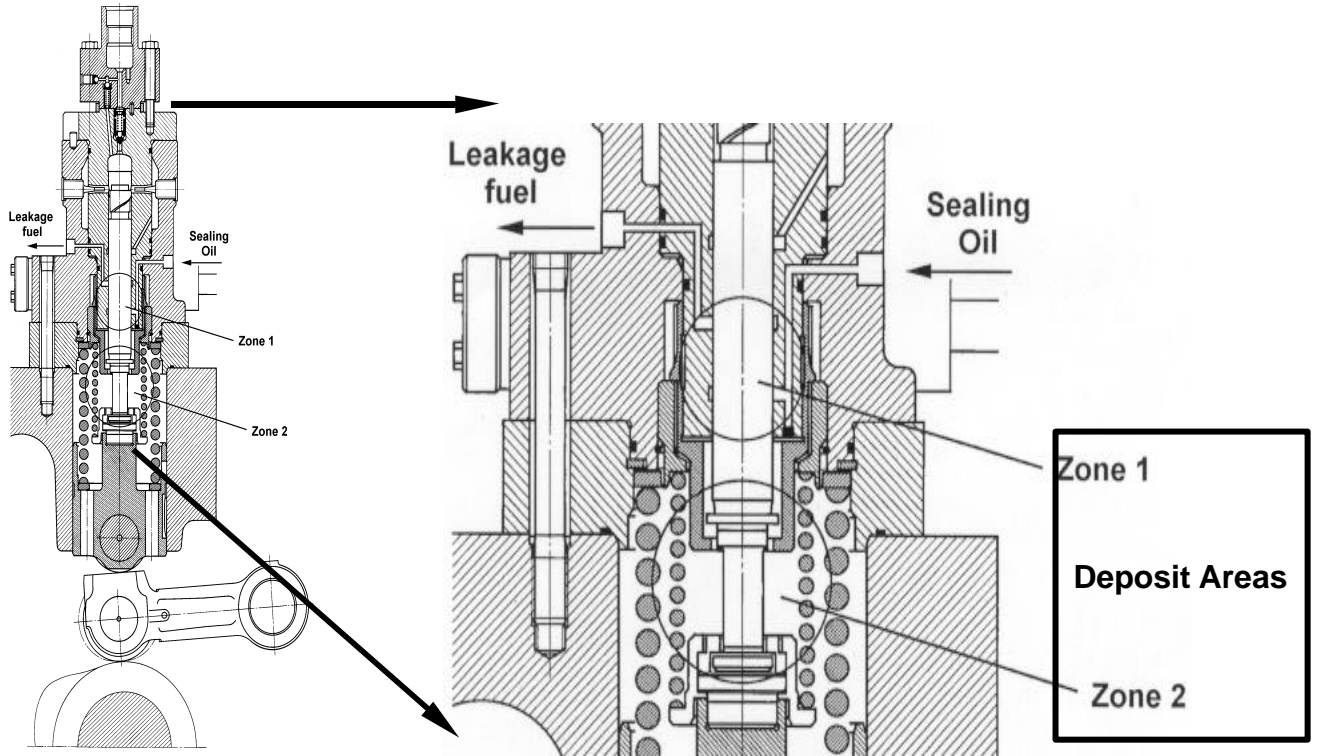 Leakage
fuel
Sealing
Oil
Zone 1
Zone 2
Leakage
fuel
Sealing
Oil
Zone 1
Deposit Areas
Zone 2